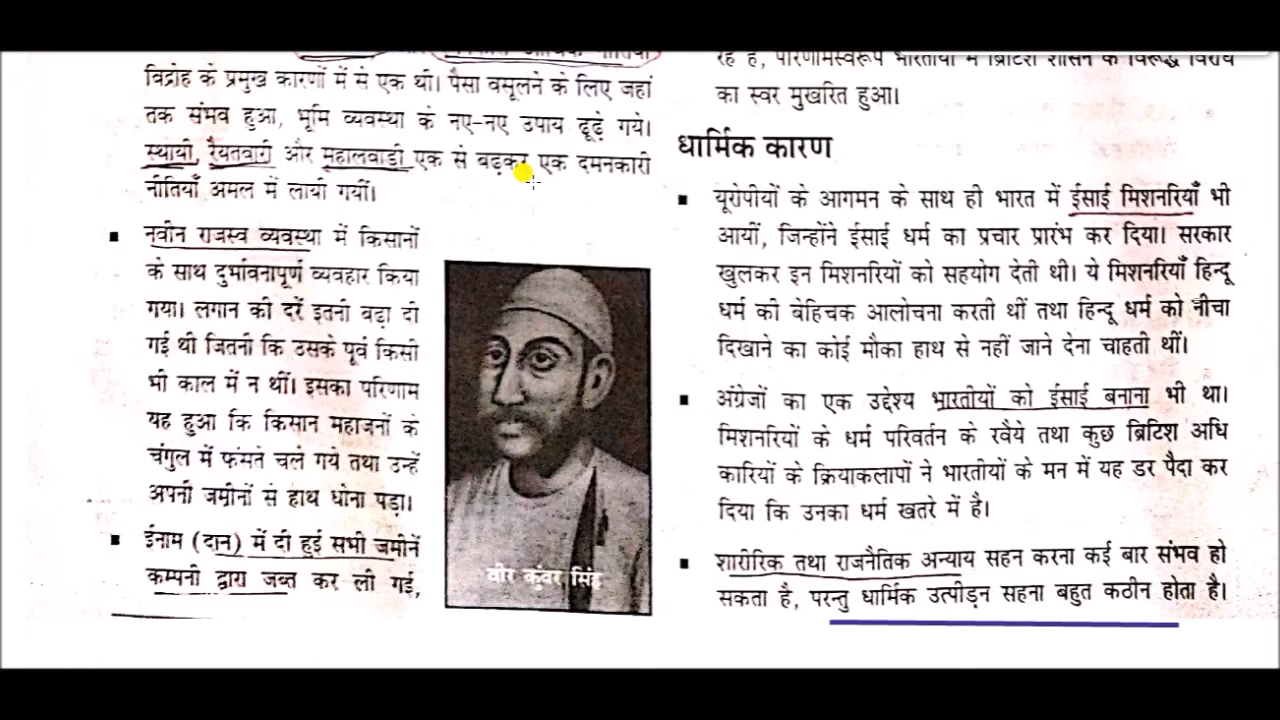 विद्रोह के प्रमुख कारणों में से एक थी। पैसा वसूलने के लिए जहां
तक संभव हुआ, भूमि व्यवस्था के नए-नए उपाय ढूढ़े गये।
स्थायी, रैयतवारी और महालवाड़ी एक से बढ़कर एक दमनकारी
नीतियाँ अमल में लायी गयीं।
▪ नवीन राजस्व व्यवस्था में किसानों
के साथ दुर्भावनापूर्ण व्यवहार किया
गया। लगान की दरें इतनी बढ़ा दी
गई थी जितनी कि उसके पूर्व किसी
भी काल में न थीं। इसका परिणाम
यह हुआ कि किसान महाजनों के
चंगुल में फंसते चले गये तथा उन्हें
अपनी जमीनों से हाथ धोना पड़ा।
▪ ईनाम (दान) में दी हुई सभी जमीनें
कम्पनी द्वारा जब्त कर ली गई,
वीर कुंवर सिंह
रहे हैं, परिणामस्वरूप भारतीयों में ब्रिटिश शासन के विरूद्ध विरोध
का स्वर मुखरित हुआ।
धार्मिक कारण
▪ यूरोपीयों के आगमन के साथ ही भारत में ईसाई मिशनरियाँ भी
आयीं, जिन्होंने ईसाई धर्म का प्रचार प्रारंभ कर दिया। सरकार
खुलकर इन मिशनरियों को सहयोग देती थी। ये मिशनरियाँ हिन्दू
धर्म की बेहिचक आलोचना करती थीं तथा हिन्दू धर्म को नीचा
दिखाने का कोई मौका हाथ से नहीं जाने देना चाहती थीं।
▪ अंग्रेजों का एक उद्देश्य भारतीयों को ईसाई बनाना भी था।
मिशनरियों के धर्म परिवर्तन के रवैये तथा कुछ ब्रिटिश अधि
कारियों के क्रियाकलापों ने भारतीयों के मन में यह डर पैदा कर
दिया कि उनका धर्म खतरे में है।
▪ शारीरिक तथा राजनैतिक अन्याय सहन करना कई बार संभव हो
सकता है, परन्तु धार्मिक उत्पीड़न सहना बहुत कठीन होता है।